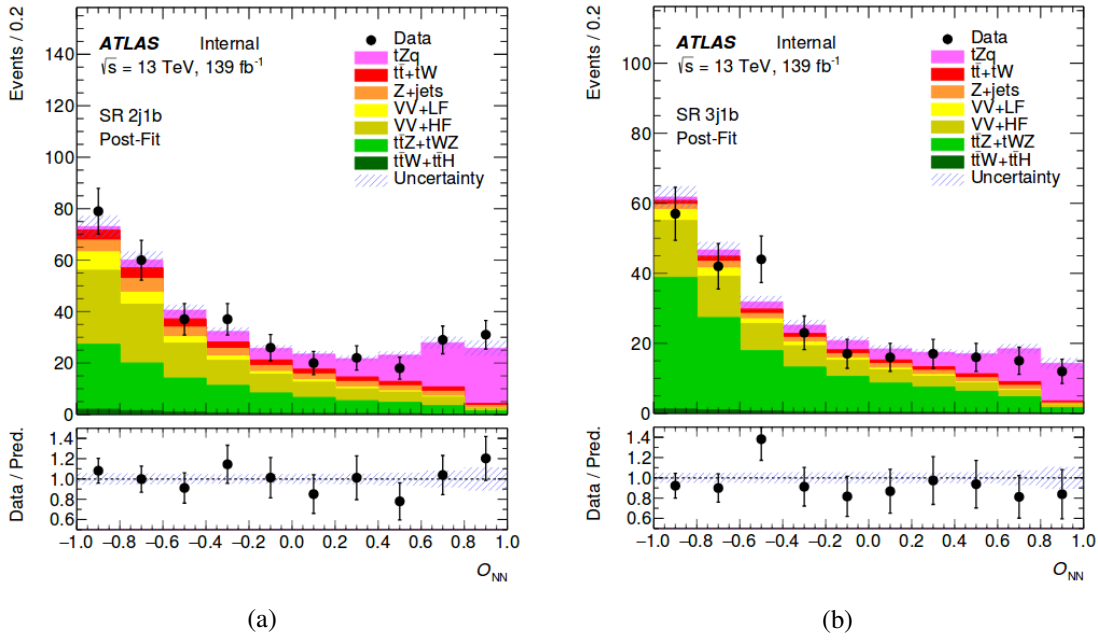 Events / 0.2
160
140
120
100
80
60
40
20
0
ATLAS Internal
√s = 13 TeV, 139 fb⁻¹
SR 2j1b
Post-Fit
Data
tZq
tt̄+tW
Z+jets
VV+LF
VV+HF
tt̄Z+tWZ
tt̄W+tt̄H
Uncertainty
Data / Pred.
1.4
1.2
1.0
0.8
0.6
−1.0 −0.8 −0.6 −0.4 −0.2 0.0 0.2 0.4 0.6 0.8 1.0
O_NN
(a)
Events / 0.2
100
80
60
40
20
0
ATLAS Internal
√s = 13 TeV, 139 fb⁻¹
SR 3j1b
Post-Fit
Data
tZq
tt̄+tW
Z+jets
VV+LF
VV+HF
tt̄Z+tWZ
tt̄W+tt̄H
Uncertainty
Data / Pred.
1.4
1.2
1.0
0.8
0.6
−1.0 −0.8 −0.6 −0.4 −0.2 0.0 0.2 0.4 0.6 0.8 1.0
O_NN
(b)